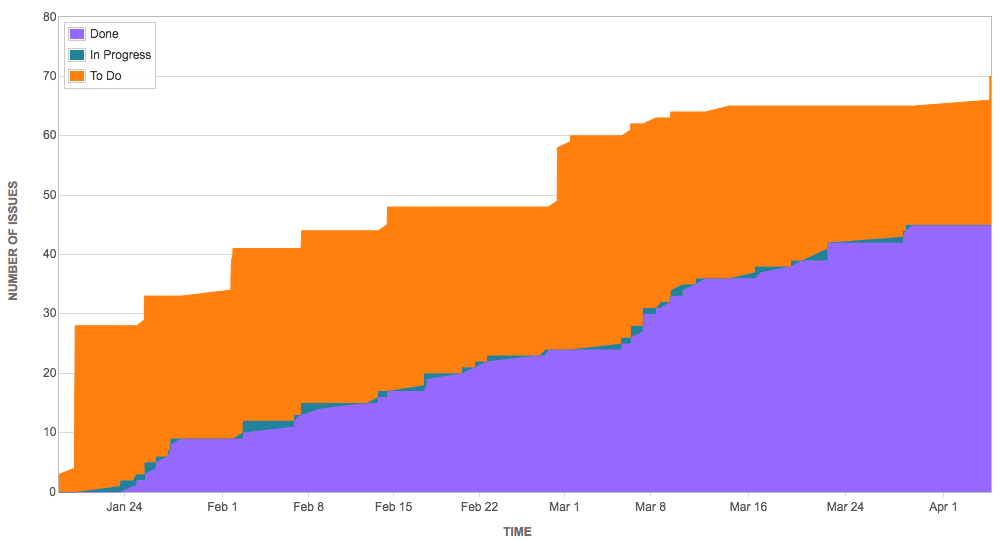 80
70
60
50
40
30
20
10
0
Done
In Progress
To Do
NUMBER OF ISSUES
Jan 24 Feb 1 Feb 8 Feb 15 Feb 22 Mar 1 Mar 8 Mar 16 Mar 24 Apr 1
TIME